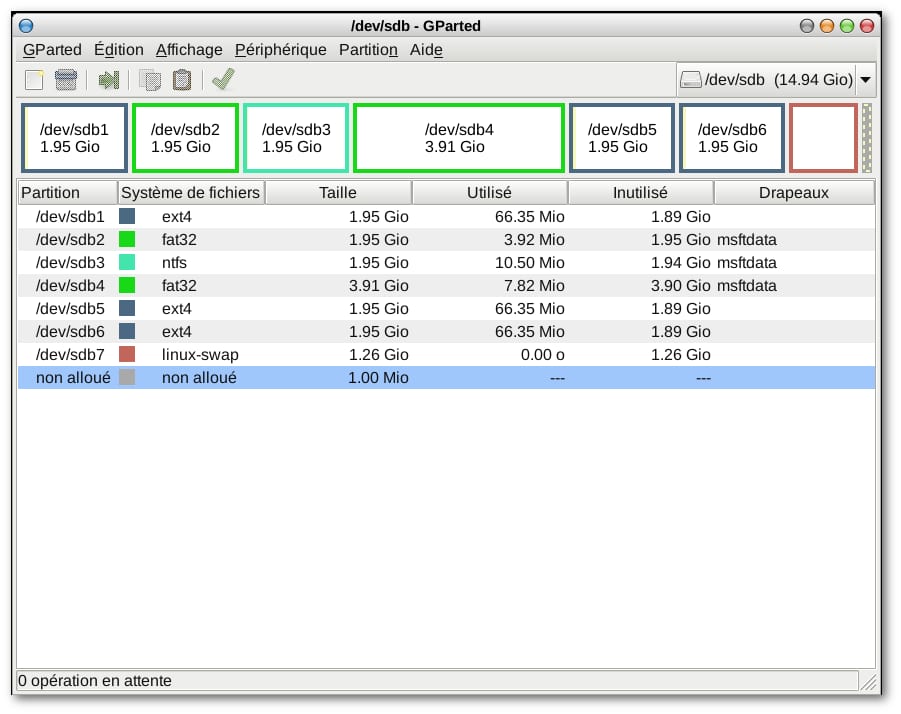 /dev/sdb - GParted
GParted Édition Affichage Périphérique Partition Aide
/dev/sdb (14.94 Gio)
/dev/sdb1 /dev/sdb2 /dev/sdb3 /dev/sdb4 /dev/sdb5 /dev/sdb6
1.95 Gio 1.95 Gio 1.95 Gio 3.91 Gio 1.95 Gio 1.95 Gio
Partition Système de fichiers Taille Utilisé Inutilisé Drapeaux
/dev/sdb1 ext4 1.95 Gio 66.35 Mio 1.89 Gio
/dev/sdb2 fat32 1.95 Gio 3.92 Mio 1.95 Gio msftdata
/dev/sdb3 ntfs 1.95 Gio 10.50 Mio 1.94 Gio msftdata
/dev/sdb4 fat32 3.91 Gio 7.82 Mio 3.90 Gio msftdata
/dev/sdb5 ext4 1.95 Gio 66.35 Mio 1.89 Gio
/dev/sdb6 ext4 1.95 Gio 66.35 Mio 1.89 Gio
/dev/sdb7 linux-swap 1.26 Gio 0.00 o 1.26 Gio
non alloué non alloué 1.00 Mio --- ---
0 opération en attente